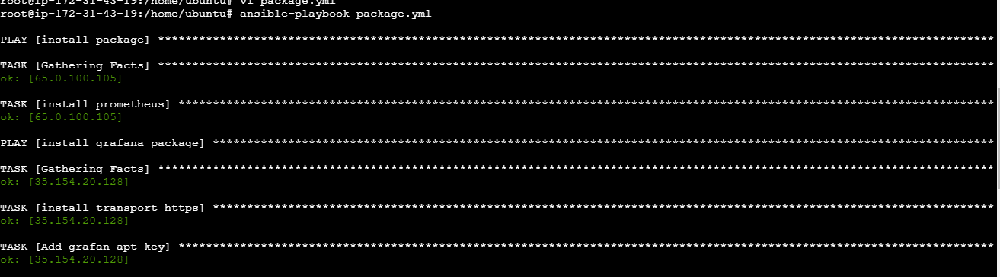 root@ip-172-31-43-19:/home/ubuntu# vi package.yml
root@ip-172-31-43-19:/home/ubuntu# ansible-playbook package.yml
PLAY [install package] **************************************************************************************************************************
TASK [Gathering Facts] **************************************************************************************************************************
ok: [65.0.100.105]
TASK [install prometheus] ***********************************************************************************************************************
ok: [65.0.100.105]
PLAY [install grafana package] ******************************************************************************************************************
TASK [Gathering Facts] **************************************************************************************************************************
ok: [35.154.20.128]
TASK [install transport https] ******************************************************************************************************************
ok: [35.154.20.128]
TASK [Add grafan apt key] ***********************************************************************************************************************
ok: [35.154.20.128]